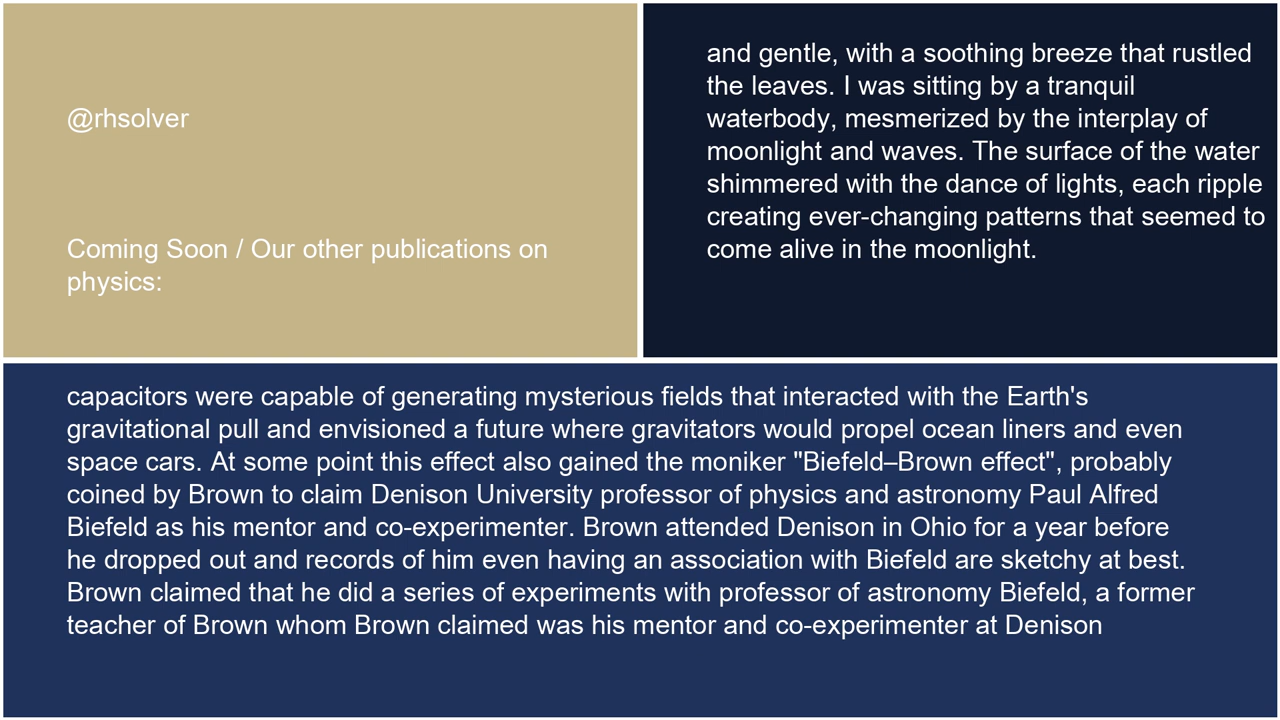 @rhsolver
Coming Soon / Our other publications on
physics:
and gentle, with a soothing breeze that rustled
the leaves. I was sitting by a tranquil
waterbody, mesmerized by the interplay of
moonlight and waves. The surface of the water
shimmered with the dance of lights, each ripple
creating ever-changing patterns that seemed to
come alive in the moonlight.
capacitors were capable of generating mysterious fields that interacted with the Earth's
gravitational pull and envisioned a future where gravitators would propel ocean liners and even
space cars. At some point this effect also gained the moniker "Biefeld–Brown effect", probably
coined by Brown to claim Denison University professor of physics and astronomy Paul Alfred
Biefeld as his mentor and co-experimenter. Brown attended Denison in Ohio for a year before
he dropped out and records of him even having an association with Biefeld are sketchy at best.
Brown claimed that he did a series of experiments with professor of astronomy Biefeld, a former
teacher of Brown whom Brown claimed was his mentor and co-experimenter at Denison